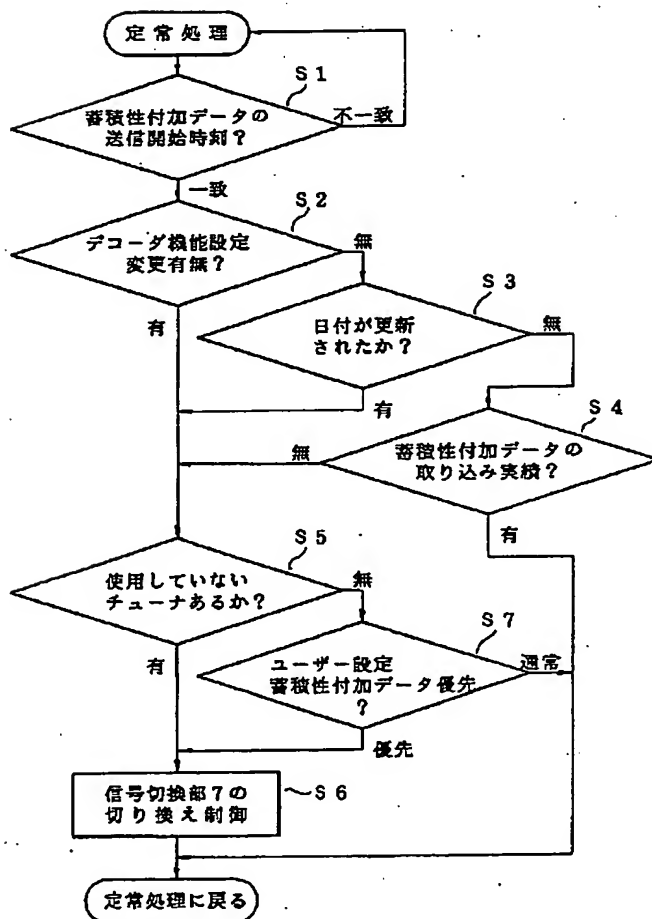 定常処理
S1
蓄積性付加データの
送信開始時刻？
不一致
一致
S2
デコーダ機能設定
変更有無？
無
有
S3
日付が更新
されたか？
無
有
S4
蓄積性付加データの
取り込み実績？
無
有
S5
使用していない
チューナあるか？
無
有
S7
ユーザー設定
蓄積性付加データ優先
？
通常
優先
信号切換部7の
切り換え制御
S6
定常処理に戻る